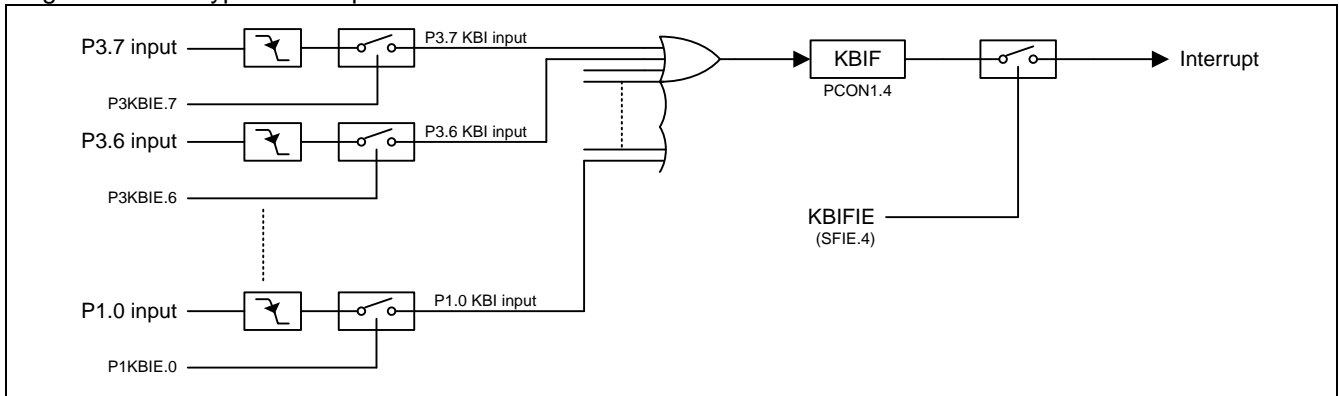 P3.7 input
P3.7 KBI input
P3KBIE.7
P3.6 input
P3.6 KBI input
P3KBIE.6
P1.0 input
P1.0 KBI input
P1KBIE.0
KBIF
PCON1.4
Interrupt
KBIFIE
(SFIE.4)